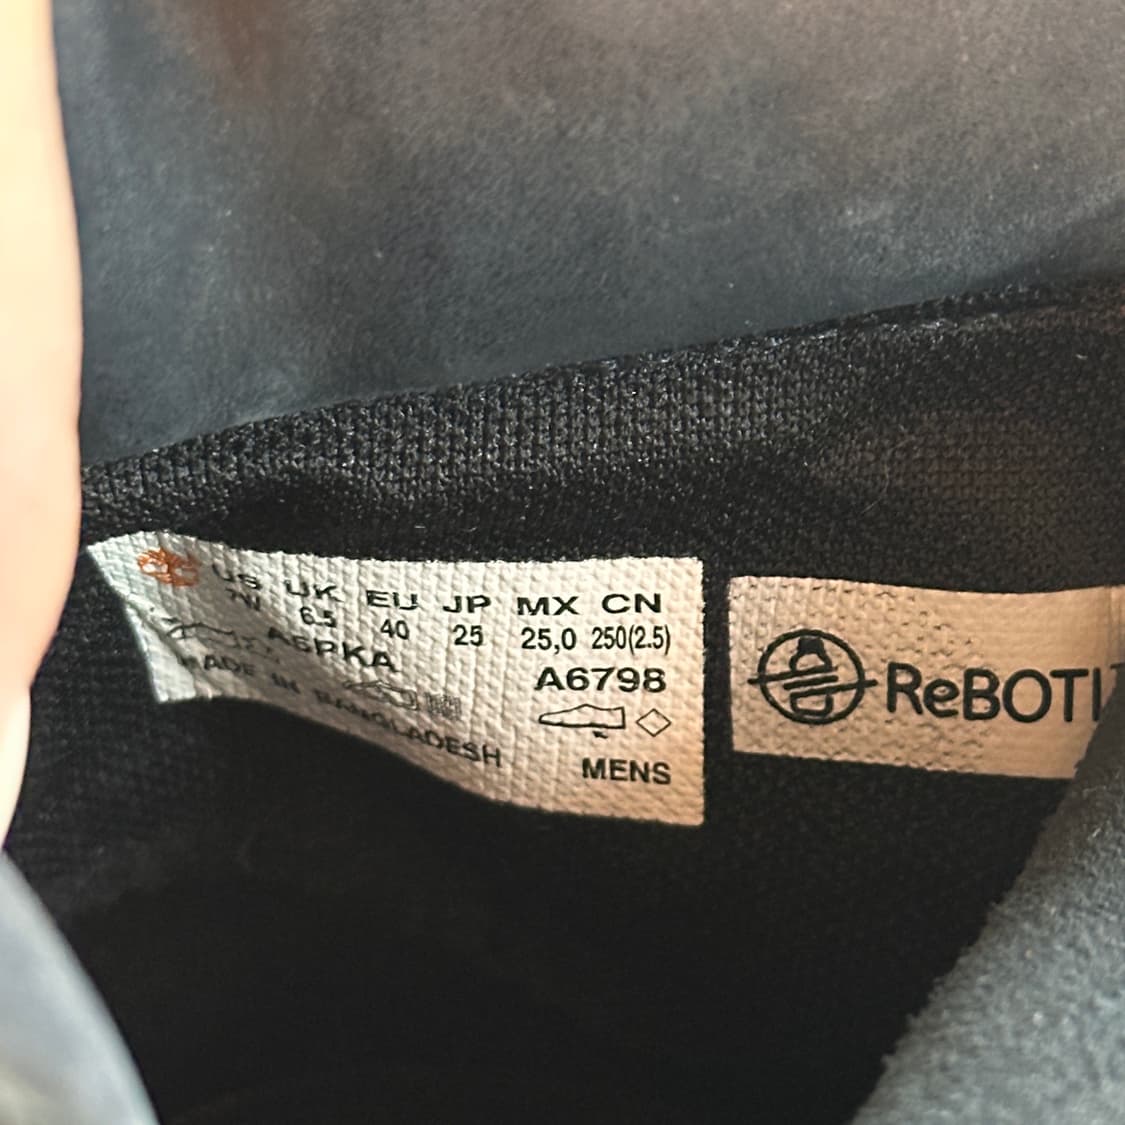 US UK EU JP MX CN
7W 6.5 40 25 25,0 250(2.5)
A6PKA A6798
MADE IN BANGLADESH
MENS
ReBOTL